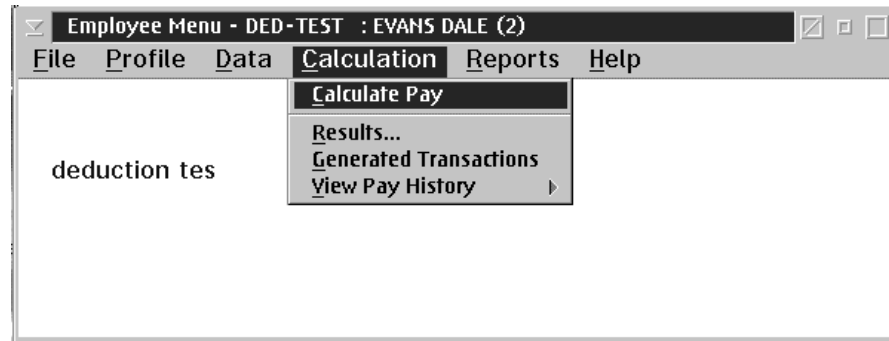 Employee Menu - DED-TEST : EVANS DALE (2)
File Profile Data Calculation Reports Help
Calculate Pay
Results...
Generated Transactions
View Pay History
deduction tes